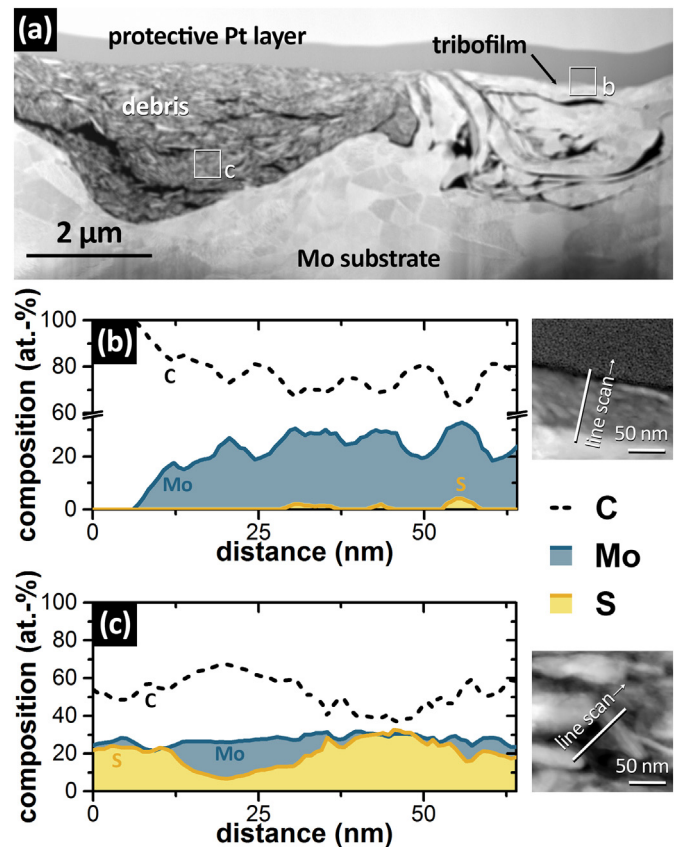 (a)
protective Pt layer
tribofilm
b
debris
c
2 μm
Mo substrate
(b)
composition (at.-%)
100
80
60
20
0
C
Mo
S
0 25 50
distance (nm)
line scan→
50 nm
C
Mo
S
(c)
composition (at.-%)
100
80
60
40
20
0
C
Mo
S
0 25 50
distance (nm)
line scan→
50 nm